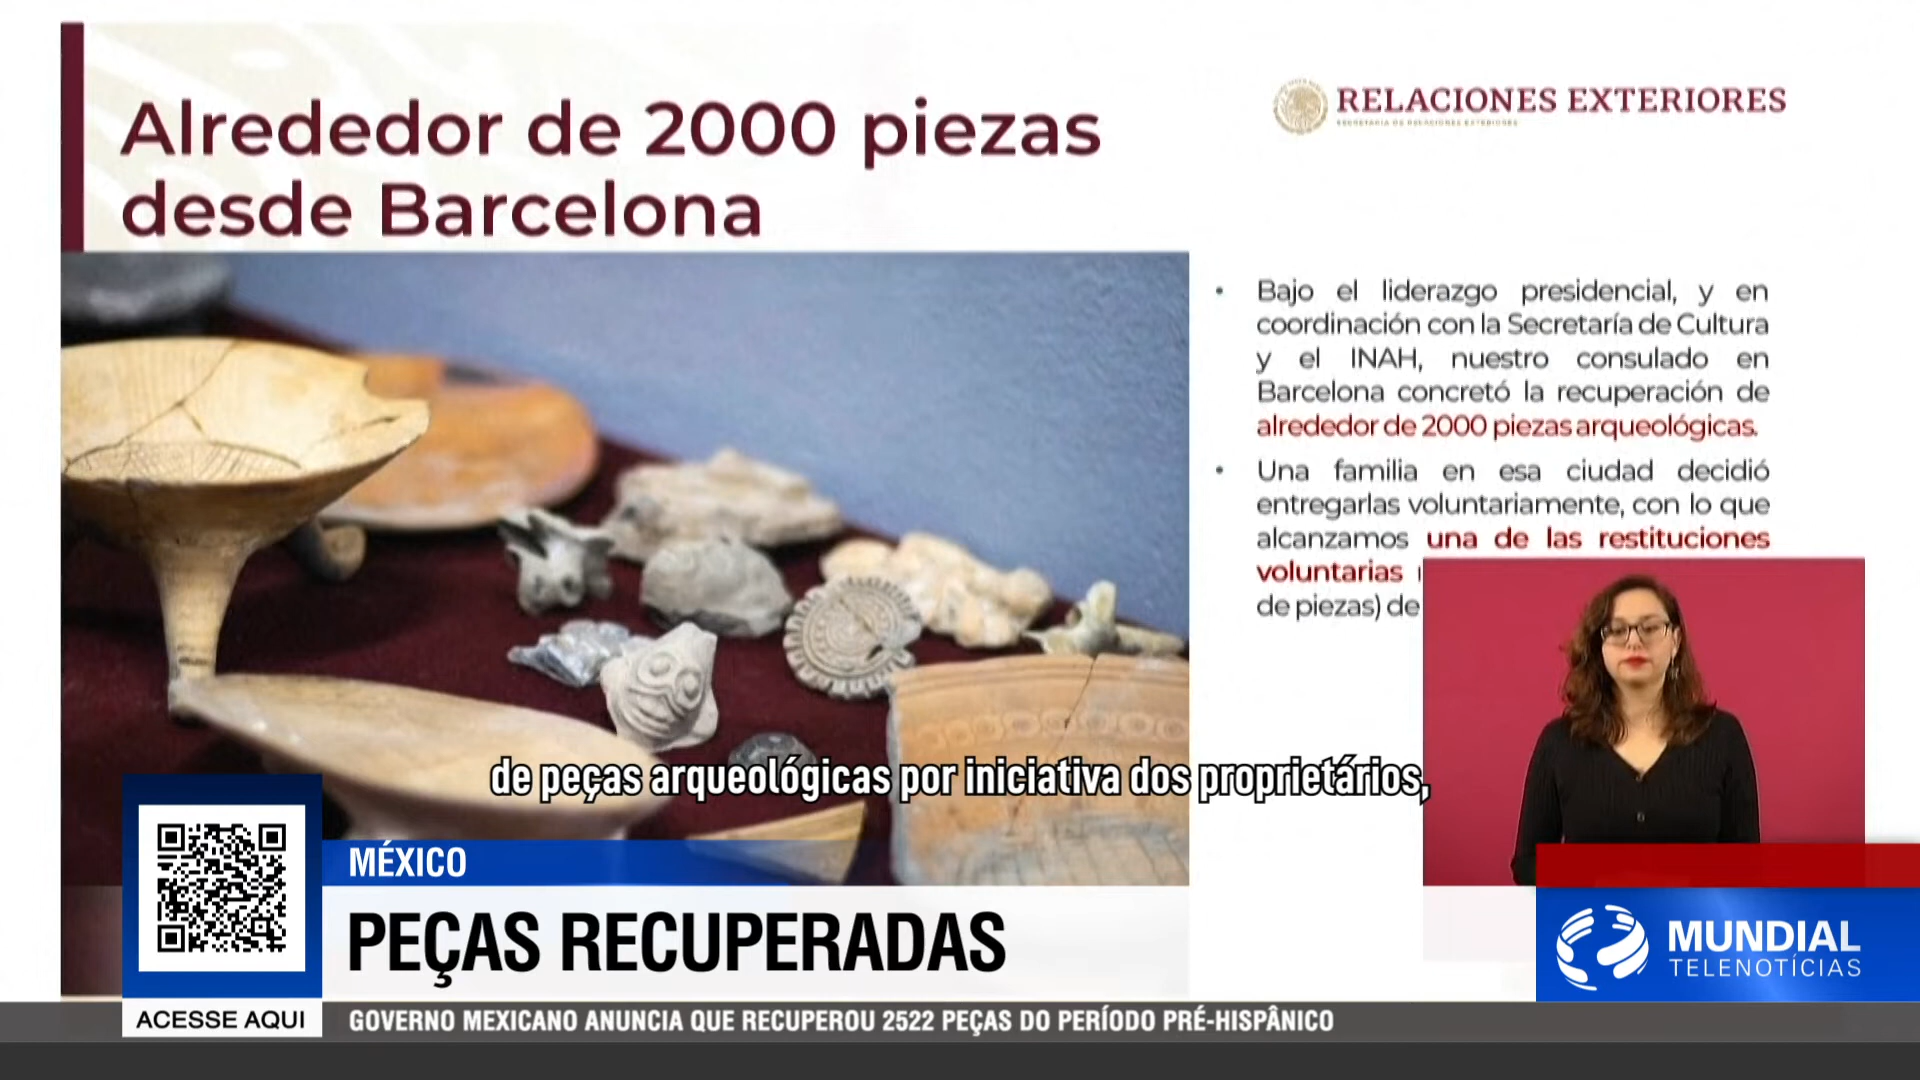 Alrededor de 2000 piezas
desde Barcelona
RELACIONES EXTERIORES
SECRETARÍA DE RELACIONES EXTERIORES
• Bajo el liderazgo presidencial, y en
coordinación con la Secretaría de Cultura
y el INAH, nuestro consulado en
Barcelona concretó la recuperación de
alrededor de 2000 piezas arqueológicas.
• Una familia en esa ciudad decidió
entregarlas voluntariamente, con lo que
alcanzamos una de las restituciones
voluntarias
de piezas) de
de peças arqueológicas por iniciativa dos proprietários,
MÉXICO
PEÇAS RECUPERADAS
MUNDIAL
TELENOTÍCIAS
ACESSE AQUI
GOVERNO MEXICANO ANUNCIA QUE RECUPEROU 2522 PEÇAS DO PERÍODO PRÉ-HISPÂNICO